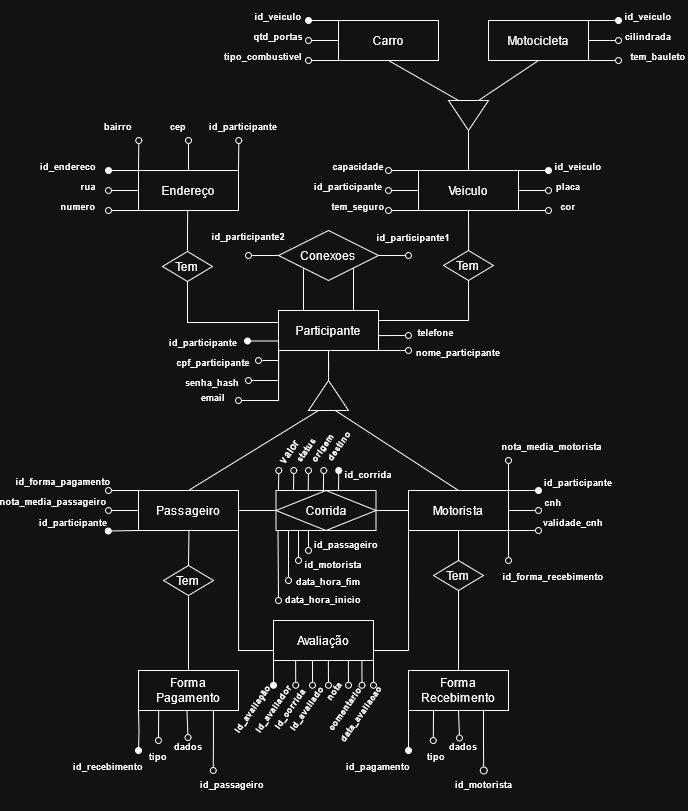 id_veiculo
qtd_portas
tipo_combustivel
Carro
Motocicleta
id_veiculo
cilindrada
tem_bauleto
bairro
cep
id_participante
id_endereco
rua
numero
Endereço
capacidade
id_participante
tem_seguro
Veiculo
id_veiculo
placa
cor
Tem
id_participante2
Conexoes
id_participante1
Tem
Participante
telefone
nome_participante
id_participante
cpf_participante
senha_hash
email
valor
status
origem
destino
id_corrida
nota_media_motorista
id_forma_pagamento
nota_media_passageiro
id_participante
Passageiro
Corrida
Motorista
id_participante
cnh
validade_cnh
id_passageiro
id_motorista
data_hora_fim
data_hora_inicio
id_forma_recebimento
Tem
Tem
Avaliação
id_avaliação
id_avaliador
id_corrida
id_avaliado
nota
comentario
data_avaliacao
Forma
Pagamento
Forma
Recebimento
id_recebimento
tipo
dados
id_passageiro
id_pagamento
tipo
dados
id_motorista